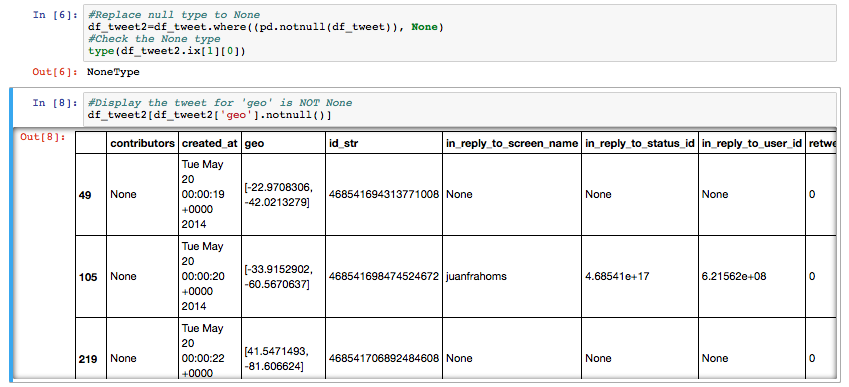 In [6]: #Replace null type to None
df_tweet2=df_tweet.where((pd.notnull(df_tweet)), None)
#Check the None type
type(df_tweet2.ix[1][0])
Out[6]: NoneType
In [8]: #Display the tweet for 'geo' is NOT None
df_tweet2[df_tweet2['geo'].notnull()]
Out[8]:
contributors created_at geo id_str in_reply_to_screen_name in_reply_to_status_id in_reply_to_user_id retwe
Tue May
20
49 None 00:00:19 [-22.9708306, -42.0213279] 468541694313771008 None None None 0
+0000
2014
Tue May
20
105 None 00:00:20 [-33.9152902, -60.5670637] 468541698474524672 juanfrahoms 4.68541e+17 6.21562e+08 0
+0000
2014
Tue May
20
219 None 00:00:22 [41.5471493, -81.606624] 468541706892484608 None None None 0
+0000